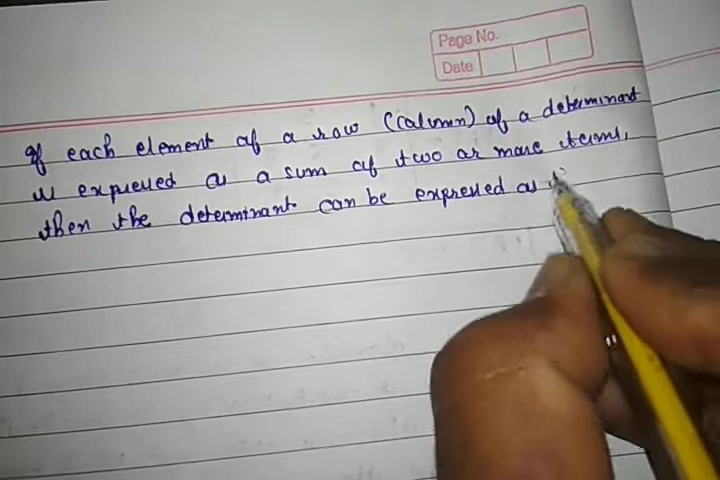 Page No.
Date
If each element of a row (column) of a determinant
is expressed as a sum of two or more terms,
then the determinant can be expressed as